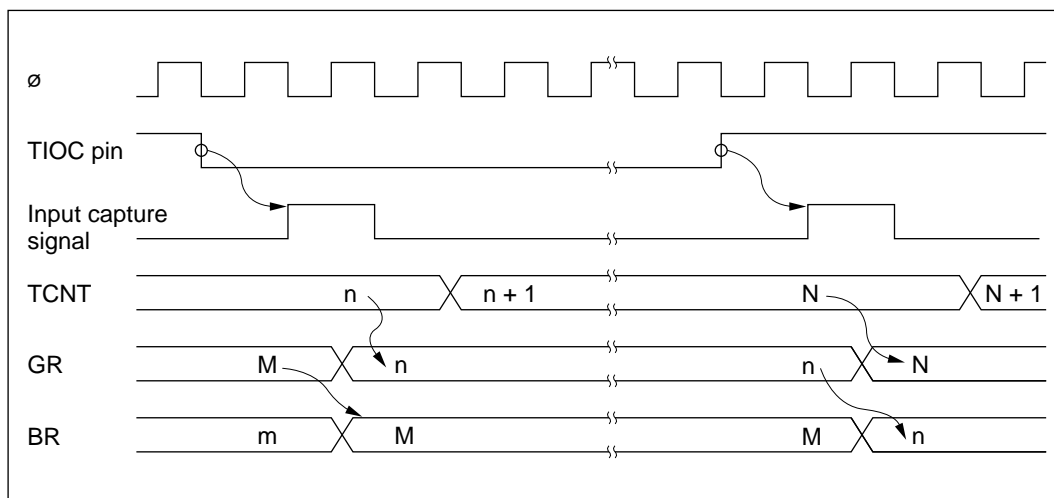 ø
TIOC pin
Input capture
signal
TCNT n n + 1 N N + 1
GR M n n N
BR m M M n